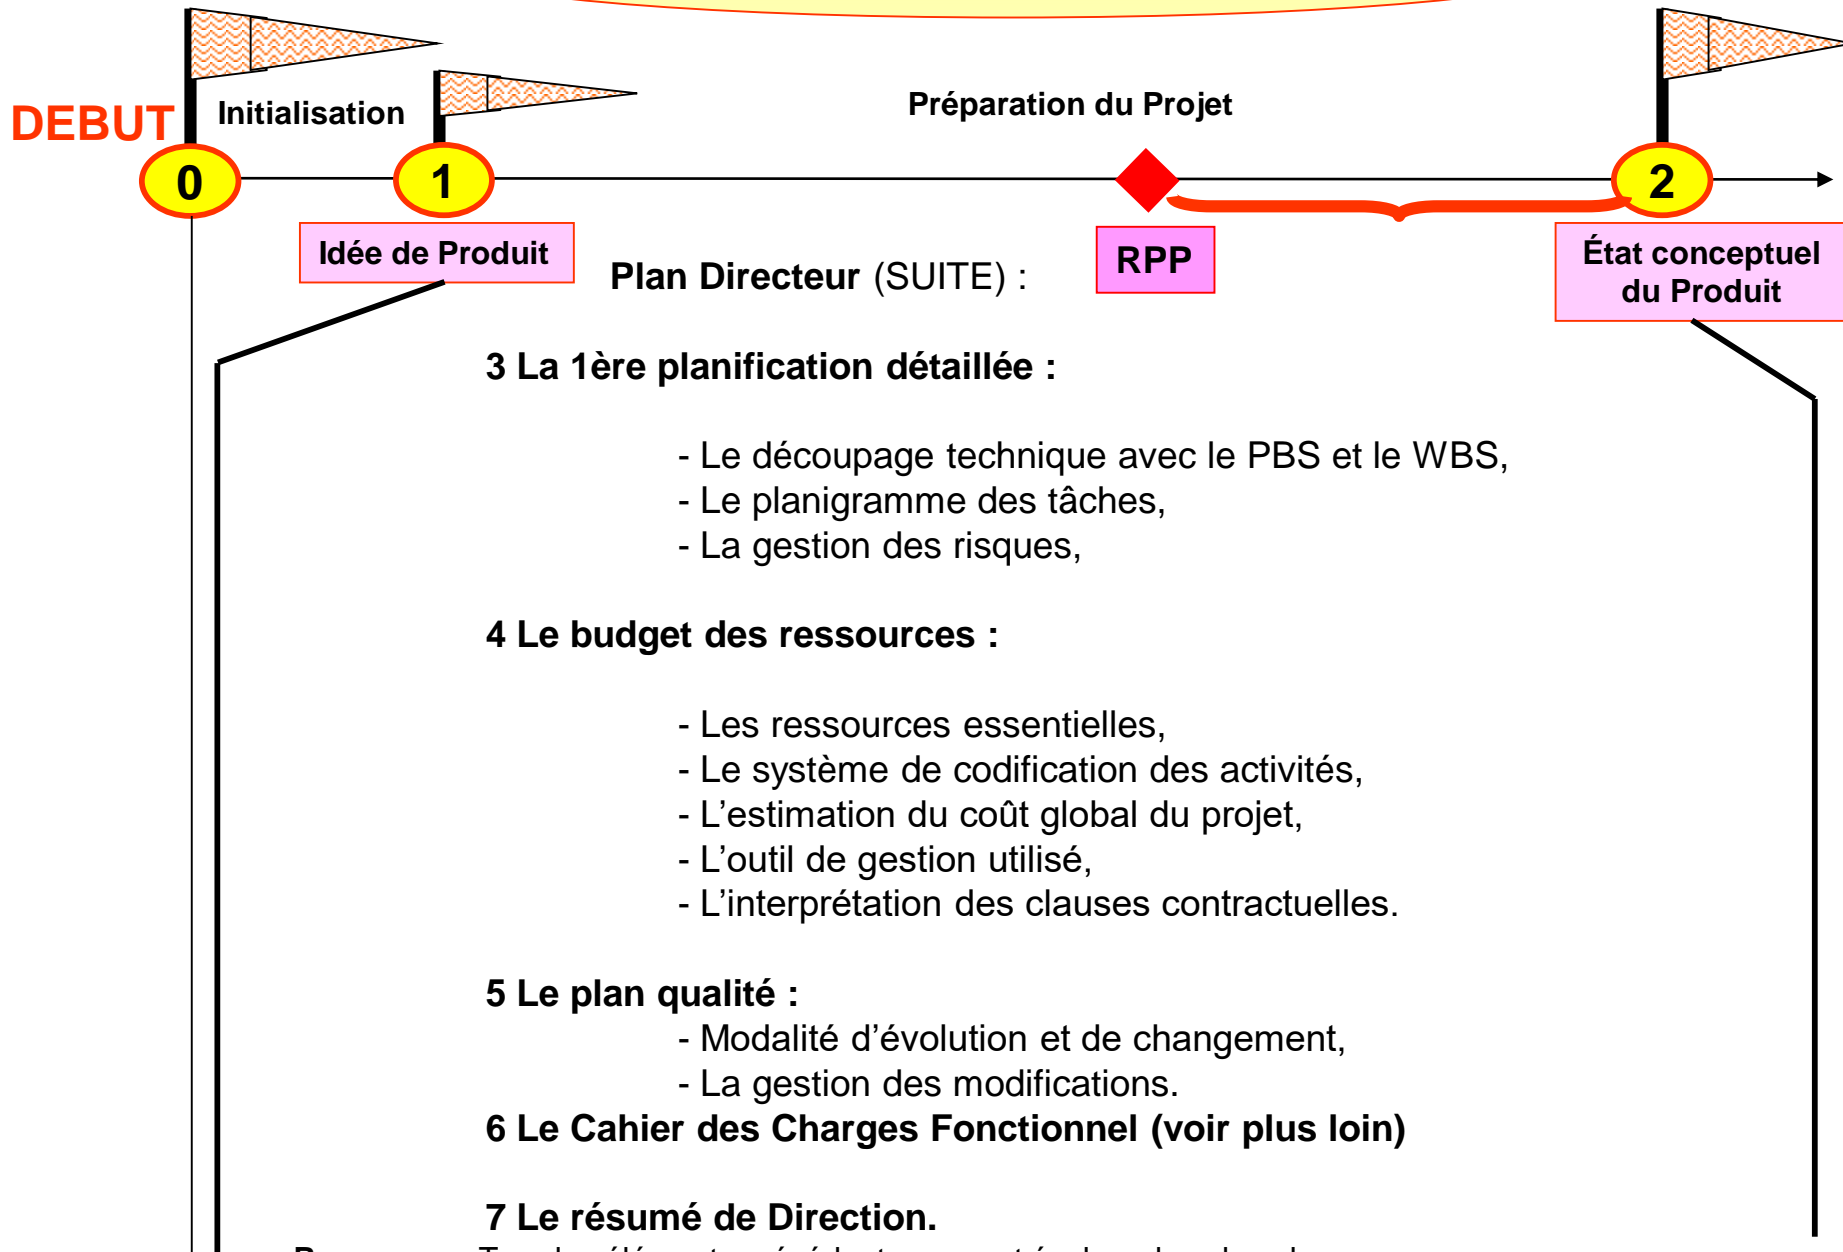 DEBUT
Initialisation
Préparation du Projet
0
1
2
Idée de Produit
RPP
État conceptuel
du Produit
Plan Directeur (SUITE) :
3 La 1ère planification détaillée :
- Le découpage technique avec le PBS et le WBS,
- Le planigramme des tâches,
- La gestion des risques,
4 Le budget des ressources :
- Les ressources essentielles,
- Le système de codification des activités,
- L’estimation du coût global du projet,
- L’outil de gestion utilisé,
- L’interprétation des clauses contractuelles.
5 Le plan qualité :
- Modalité d’évolution et de changement,
- La gestion des modifications.
6 Le Cahier des Charges Fonctionnel (voir plus loin)
7 Le résumé de Direction.